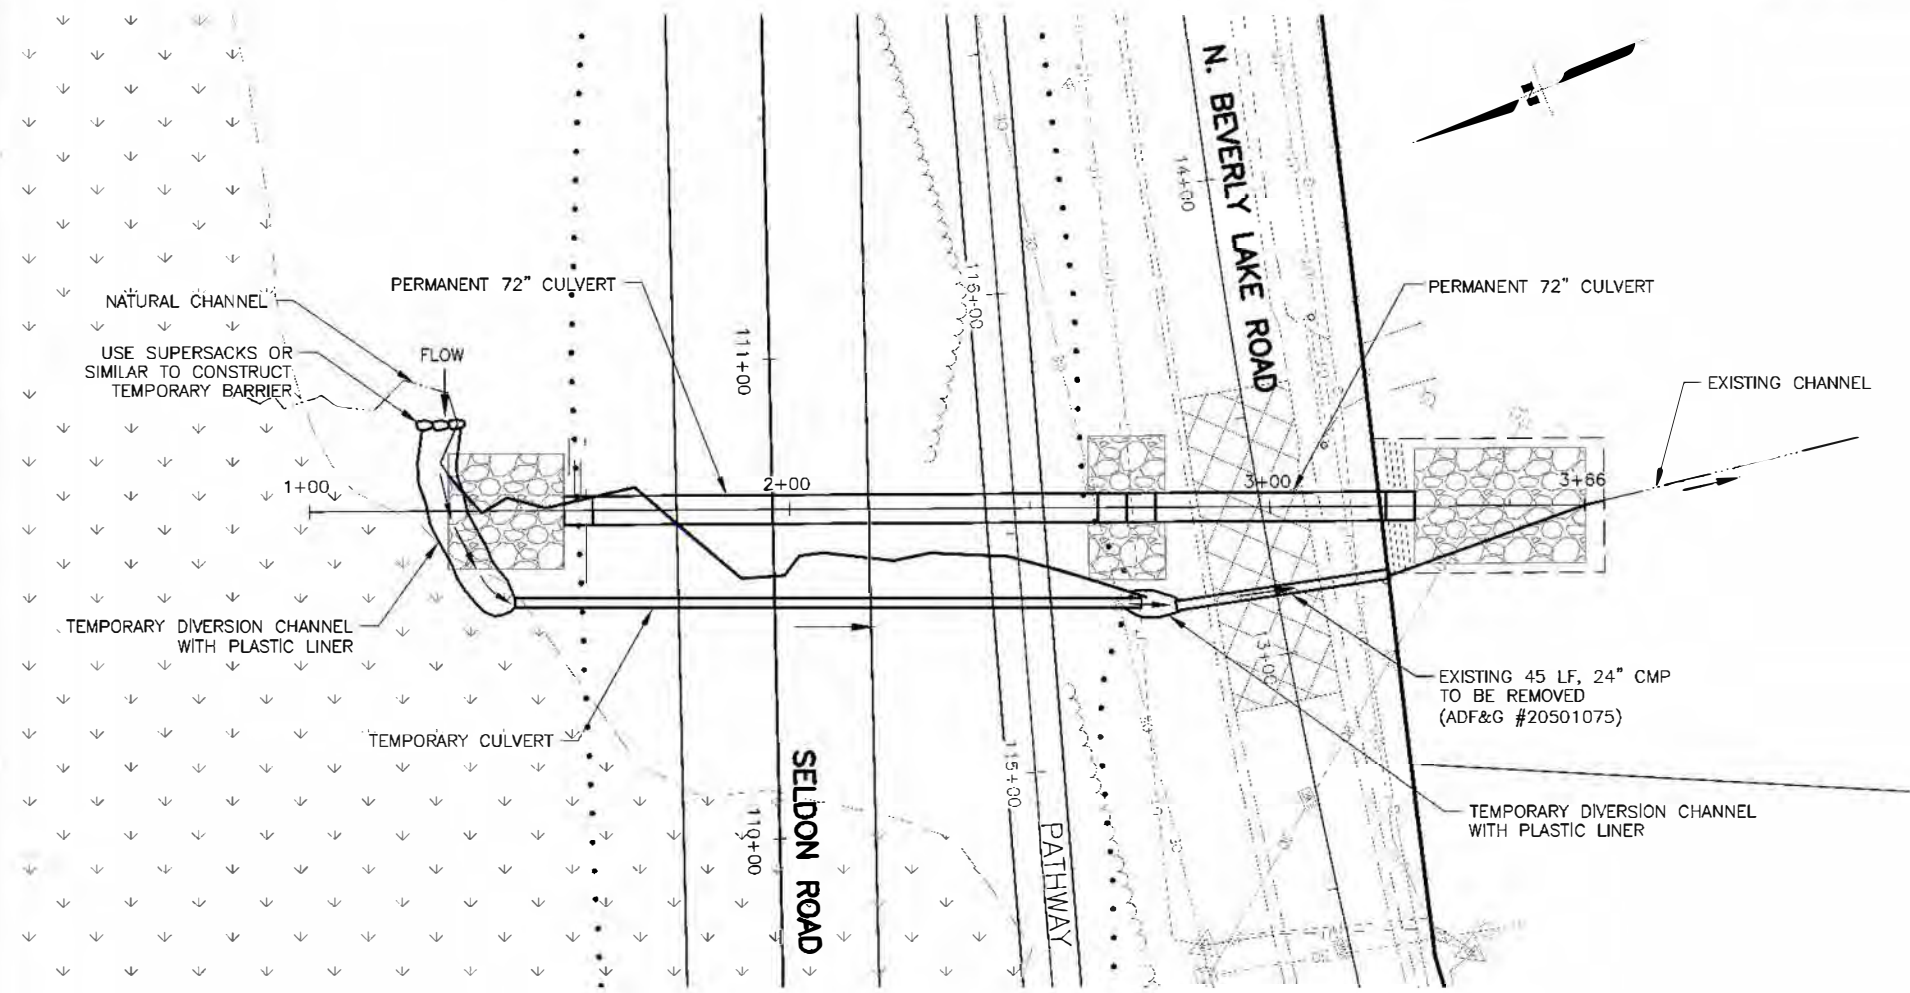 N. BEVERLY LAKE ROAD
14+00
PERMANENT 72" CULVERT
PERMANENT 72" CULVERT
NATURAL CHANNEL
116+00
111+00
USE SUPERSACKS OR
SIMILAR TO CONSTRUCT
TEMPORARY BARRIER
FLOW
EXISTING CHANNEL
1+00
2+00
3+00
3+66
TEMPORARY DIVERSION CHANNEL
WITH PLASTIC LINER
13+00
EXISTING 45 LF, 24" CMP
TO BE REMOVED
(ADF&G #20501075)
TEMPORARY CULVERT
SELDON ROAD
115+00
110+00
PATHWAY
TEMPORARY DIVERSION CHANNEL
WITH PLASTIC LINER